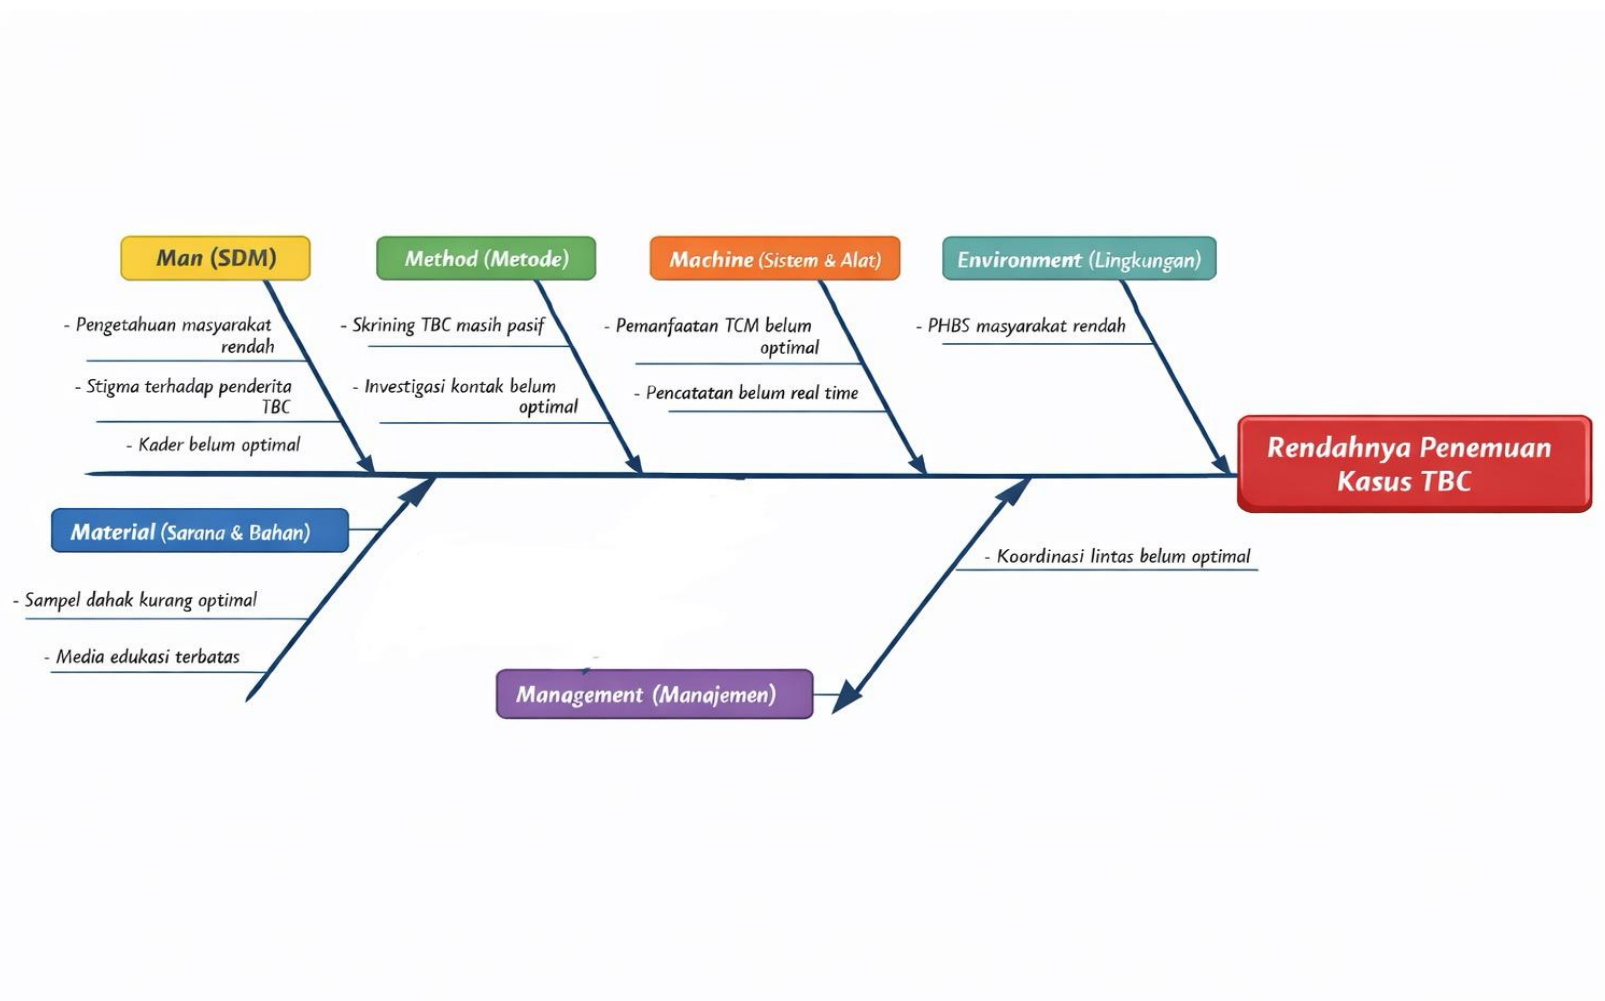 Man (SDM)
Method (Metode)
Machine (Sistem & Alat)
Environment (Lingkungan)
- Pengetahuan masyarakat
rendah
- Stigma terhadap penderita
TBC
- Kader belum optimal
- Skrining TBC masih pasif
- Investigasi kontak belum
optimal
- Pemanfaatan TCM belum
optimal
- Pencatatan belum real time
- PHBS masyarakat rendah
Rendahnya Penemuan
Kasus TBC
Material (Sarana & Bahan)
- Sampel dahak kurang optimal
- Media edukasi terbatas
- Koordinasi lintas belum optimal
Management (Manajemen)